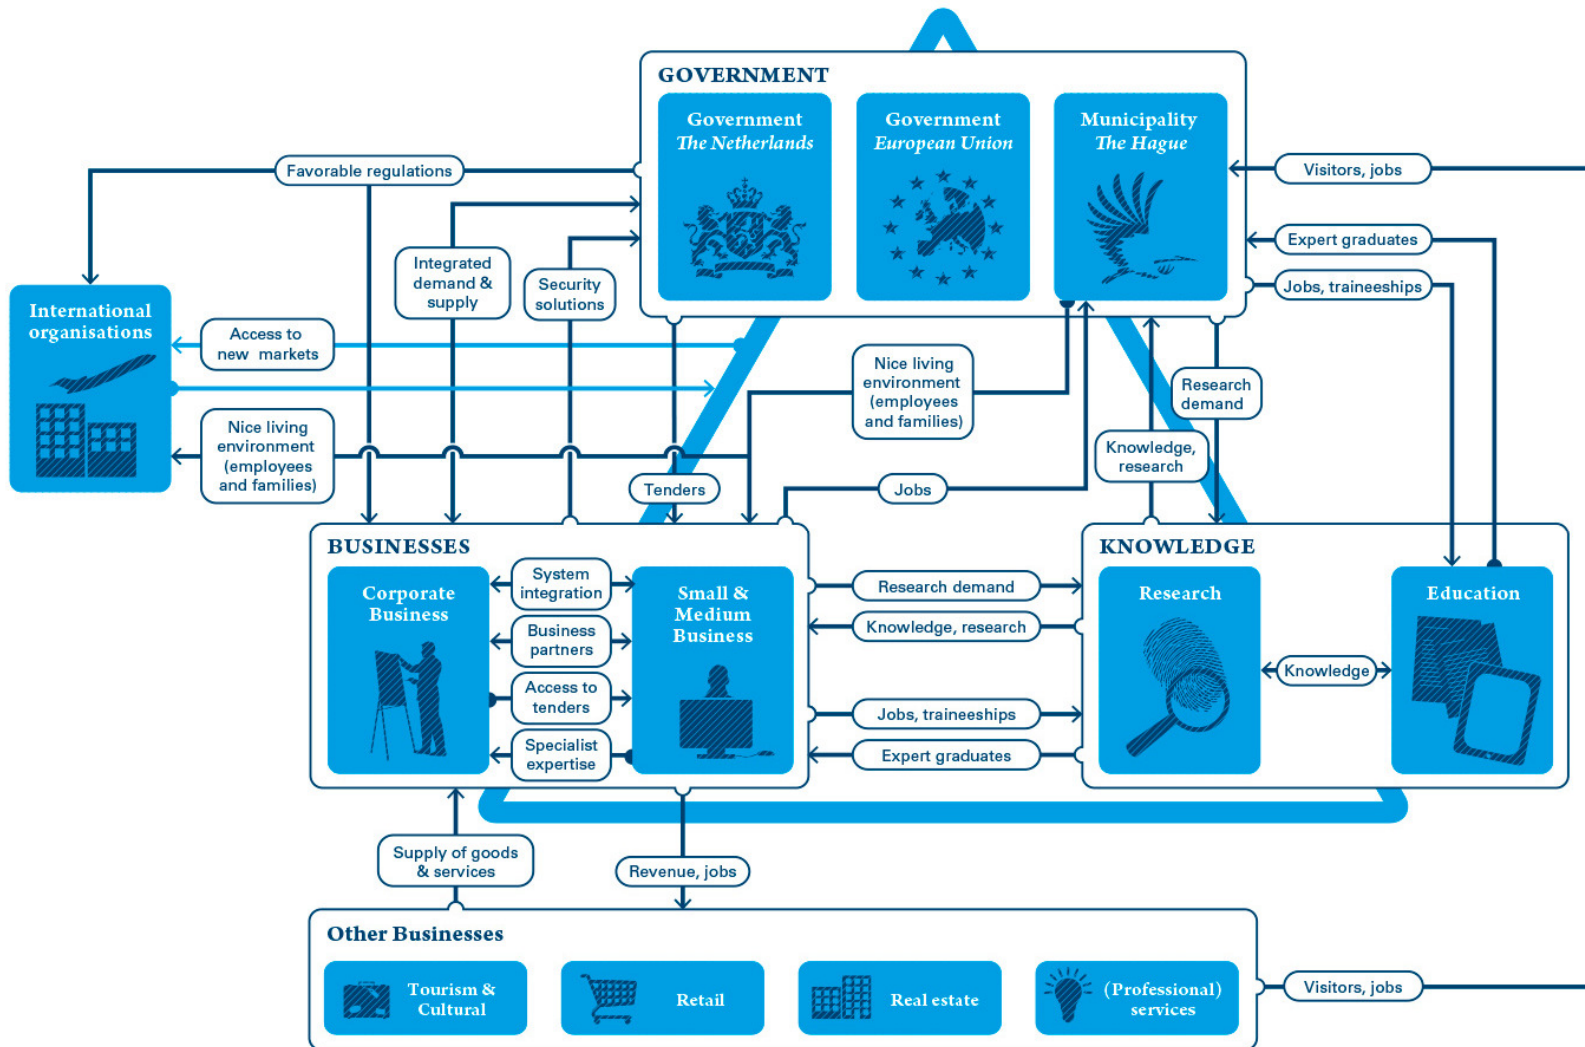 GOVERNMENT
Government
The Netherlands
Government
European Union
Municipality
The Hague
Favorable regulations
Visitors, jobs
Integrated
demand &
supply
Security
solutions
Expert graduates
Jobs, traineeships
International
organisations
Access to
new markets
Nice living
environment
(employees
and families)
Research
demand
Nice living
environment
(employees
and families)
Knowledge,
research
Tenders
Jobs
BUSINESSES
Corporate
Business
System
integration
Business
partners
Access to
tenders
Specialist
expertise
Small &
Medium
Business
Research demand
Knowledge, research
Jobs, traineeships
Expert graduates
KNOWLEDGE
Research
Knowledge
Education
Supply of goods
& services
Revenue, jobs
Other Businesses
Tourism &
Cultural
Retail
Real estate
(Professional)
services
Visitors, jobs